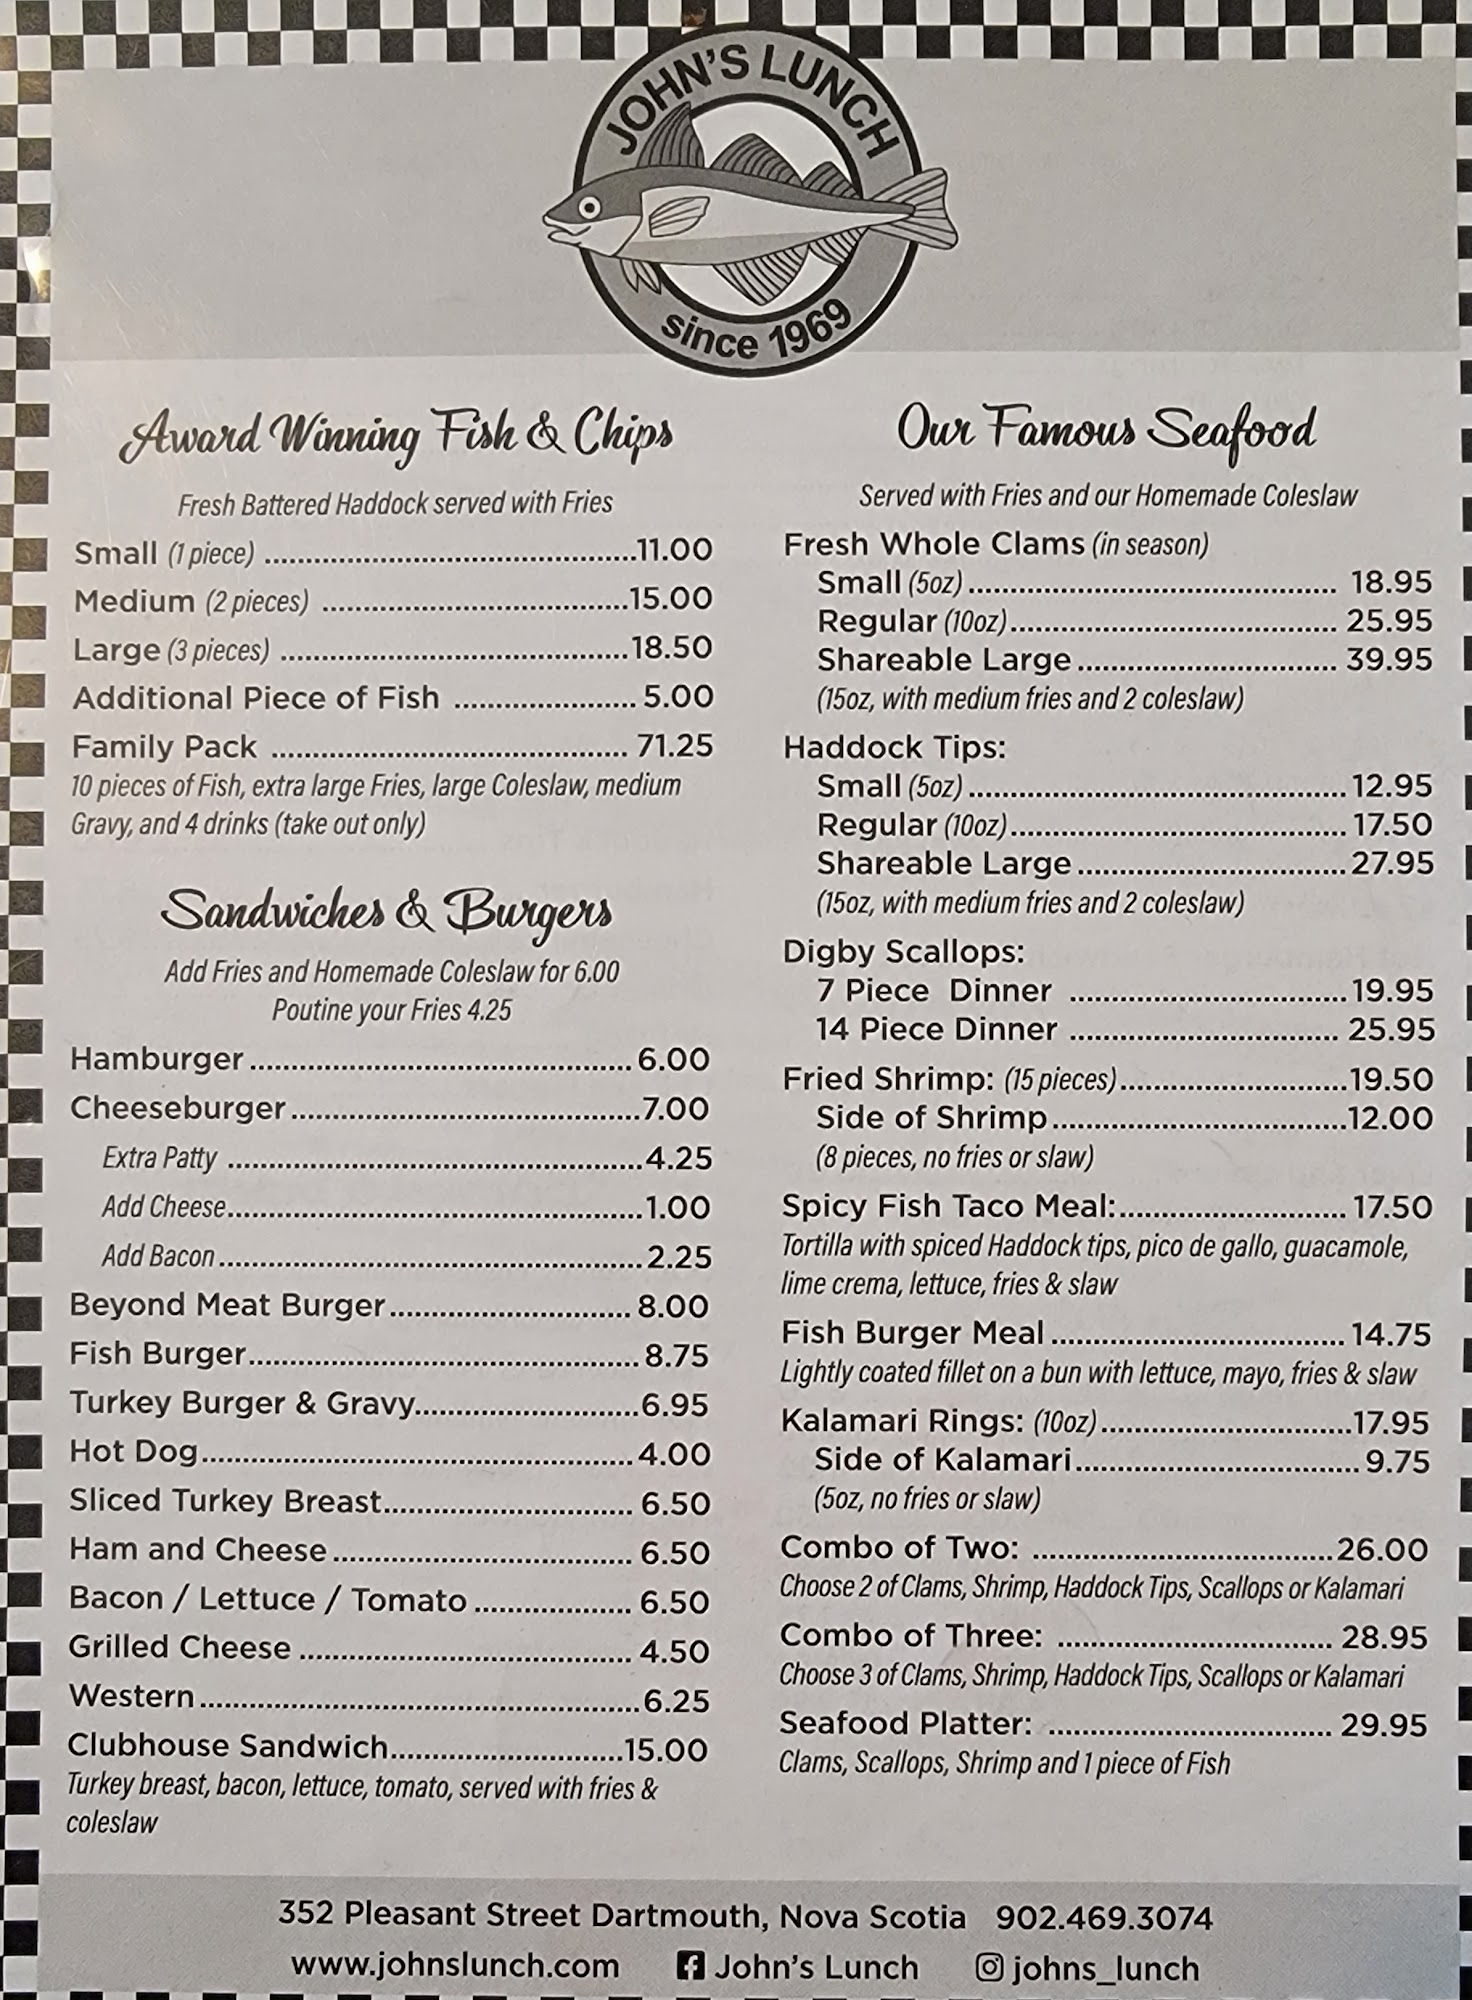 JOHN'S LUNCH
since 1969
Award Winning Fish & Chips
Fresh Battered Haddock served with Fries
Small (1 piece) 11.00
Medium (2 pieces) 15.00
Large (3 pieces) 18.50
Additional Piece of Fish 5.00
Family Pack 71.25
10 pieces of Fish, extra large Fries, large Coleslaw, medium
Gravy, and 4 drinks (take out only)
Sandwiches & Burgers
Add Fries and Homemade Coleslaw for 6.00
Poutine your Fries 4.25
Hamburger 6.00
Cheeseburger 7.00
Extra Patty 4.25
Add Cheese 1.00
Add Bacon 2.25
Beyond Meat Burger 8.00
Fish Burger 8.75
Turkey Burger & Gravy 6.95
Hot Dog 4.00
Sliced Turkey Breast 6.50
Ham and Cheese 6.50
Bacon / Lettuce / Tomato 6.50
Grilled Cheese 4.50
Western 6.25
Clubhouse Sandwich 15.00
Turkey breast, bacon, lettuce, tomato, served with fries &
coleslaw
Our Famous Seafood
Served with Fries and our Homemade Coleslaw
Fresh Whole Clams (in season)
Small (5oz) 18.95
Regular (10oz) 25.95
Shareable Large 39.95
(15oz, with medium fries and 2 coleslaw)
Haddock Tips:
Small (5oz) 12.95
Regular (10oz) 17.50
Shareable Large 27.95
(15oz, with medium fries and 2 coleslaw)
Digby Scallops:
7 Piece Dinner 19.95
14 Piece Dinner 25.95
Fried Shrimp: (15 pieces) 19.50
Side of Shrimp 12.00
(8 pieces, no fries or slaw)
Spicy Fish Taco Meal: 17.50
Tortilla with spiced Haddock tips, pico de gallo, guacamole,
lime crema, lettuce, fries & slaw
Fish Burger Meal 14.75
Lightly coated fillet on a bun with lettuce, mayo, fries & slaw
Kalamari Rings: (10oz) 17.95
Side of Kalamari 9.75
(5oz, no fries or slaw)
Combo of Two: 26.00
Choose 2 of Clams, Shrimp, Haddock Tips, Scallops or Kalamari
Combo of Three: 28.95
Choose 3 of Clams, Shrimp, Haddock Tips, Scallops or Kalamari
Seafood Platter: 29.95
Clams, Scallops, Shrimp and 1 piece of Fish
352 Pleasant Street Dartmouth, Nova Scotia 902.469.3074
www.johnslunch.com John's Lunch johns_lunch